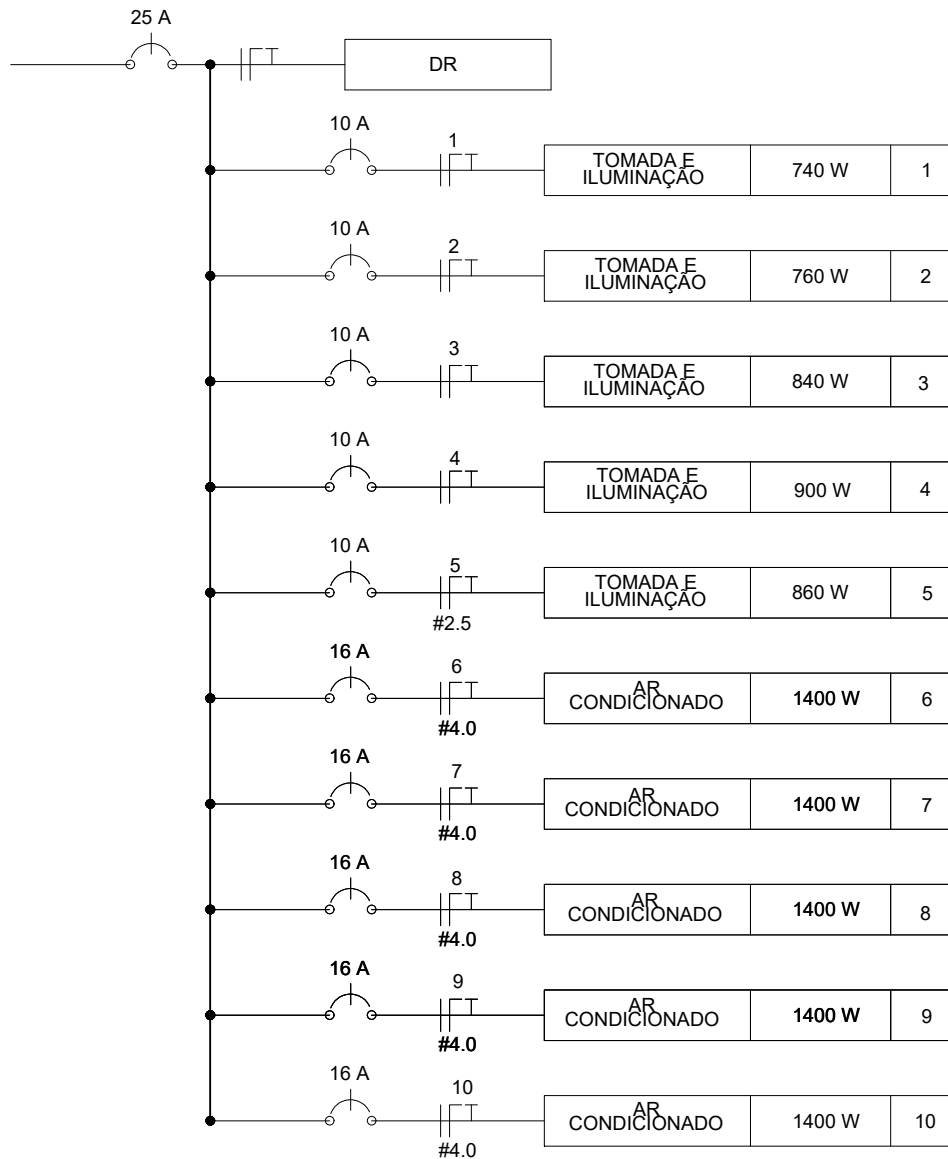 25 A
DR
10 A
1
TOMADA E
ILUMINAÇÃO
740 W
1
10 A
2
TOMADA E
ILUMINAÇÃO
760 W
2
10 A
3
TOMADA E
ILUMINAÇÃO
840 W
3
10 A
4
TOMADA E
ILUMINAÇÃO
900 W
4
10 A
5
#2.5
TOMADA E
ILUMINAÇÃO
860 W
5
16 A
6
#4.0
AR
CONDICIONADO
1400 W
6
16 A
7
#4.0
AR
CONDICIONADO
1400 W
7
16 A
8
#4.0
AR
CONDICIONADO
1400 W
8
16 A
9
#4.0
AR
CONDICIONADO
1400 W
9
16 A
10
#4.0
AR
CONDICIONADO
1400 W
10